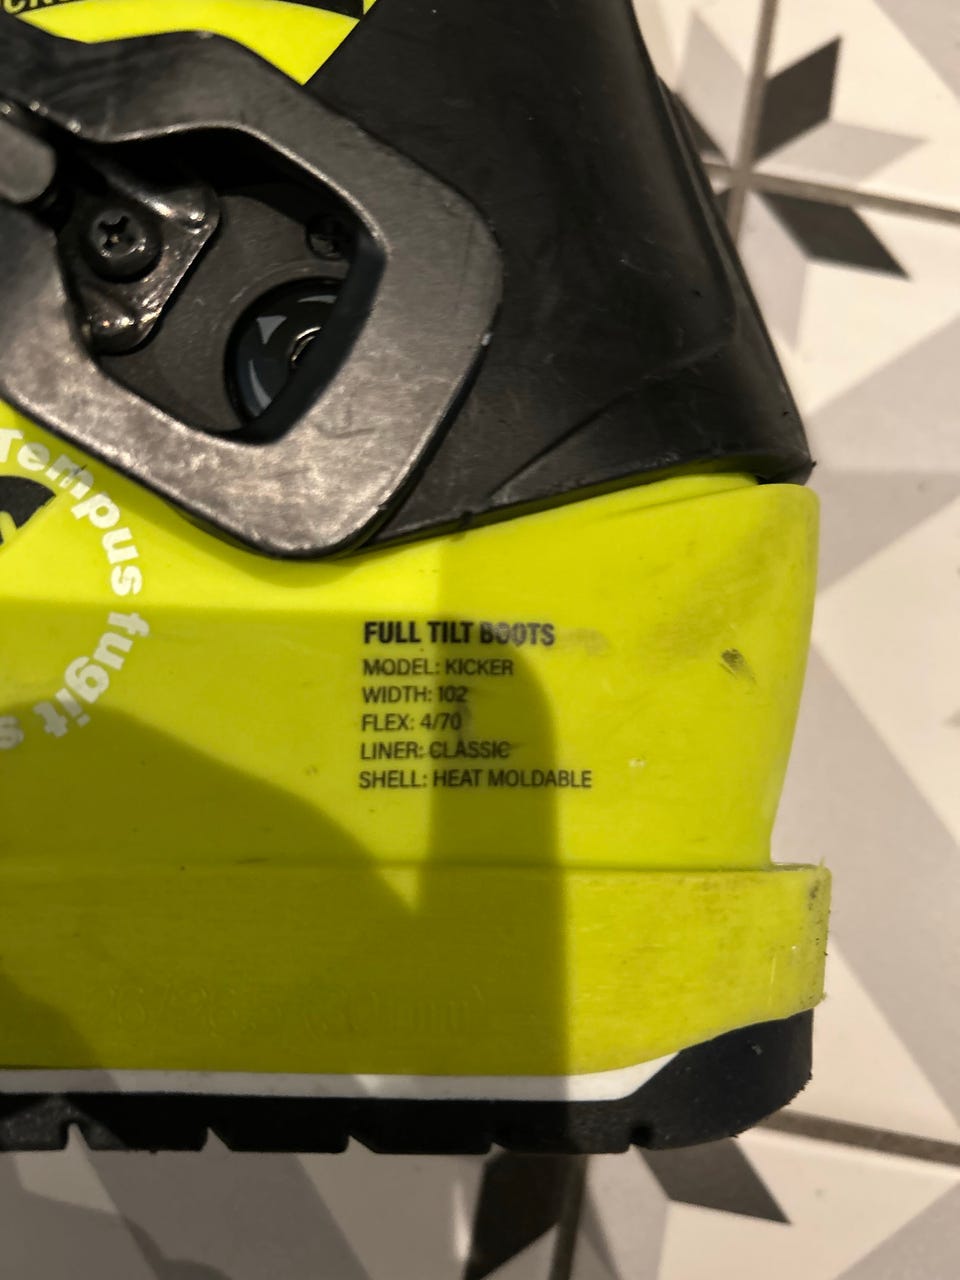 Tempus fugit s
FULL TILT BOOTS
MODEL: KICKER
WIDTH: 102
FLEX: 4/70
LINER: CLASSIC
SHELL: HEAT MOLDABLE